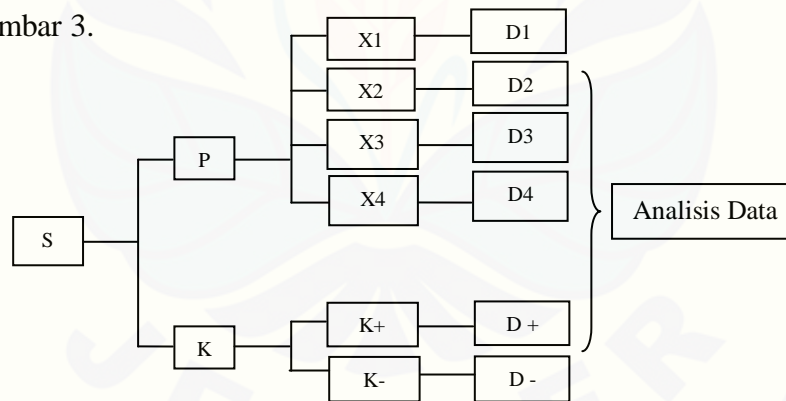 mbar 3.
X1 D1
X2 D2
P X3 D3
X4 D4
S Analisis Data
K+ D +
K
K- D -